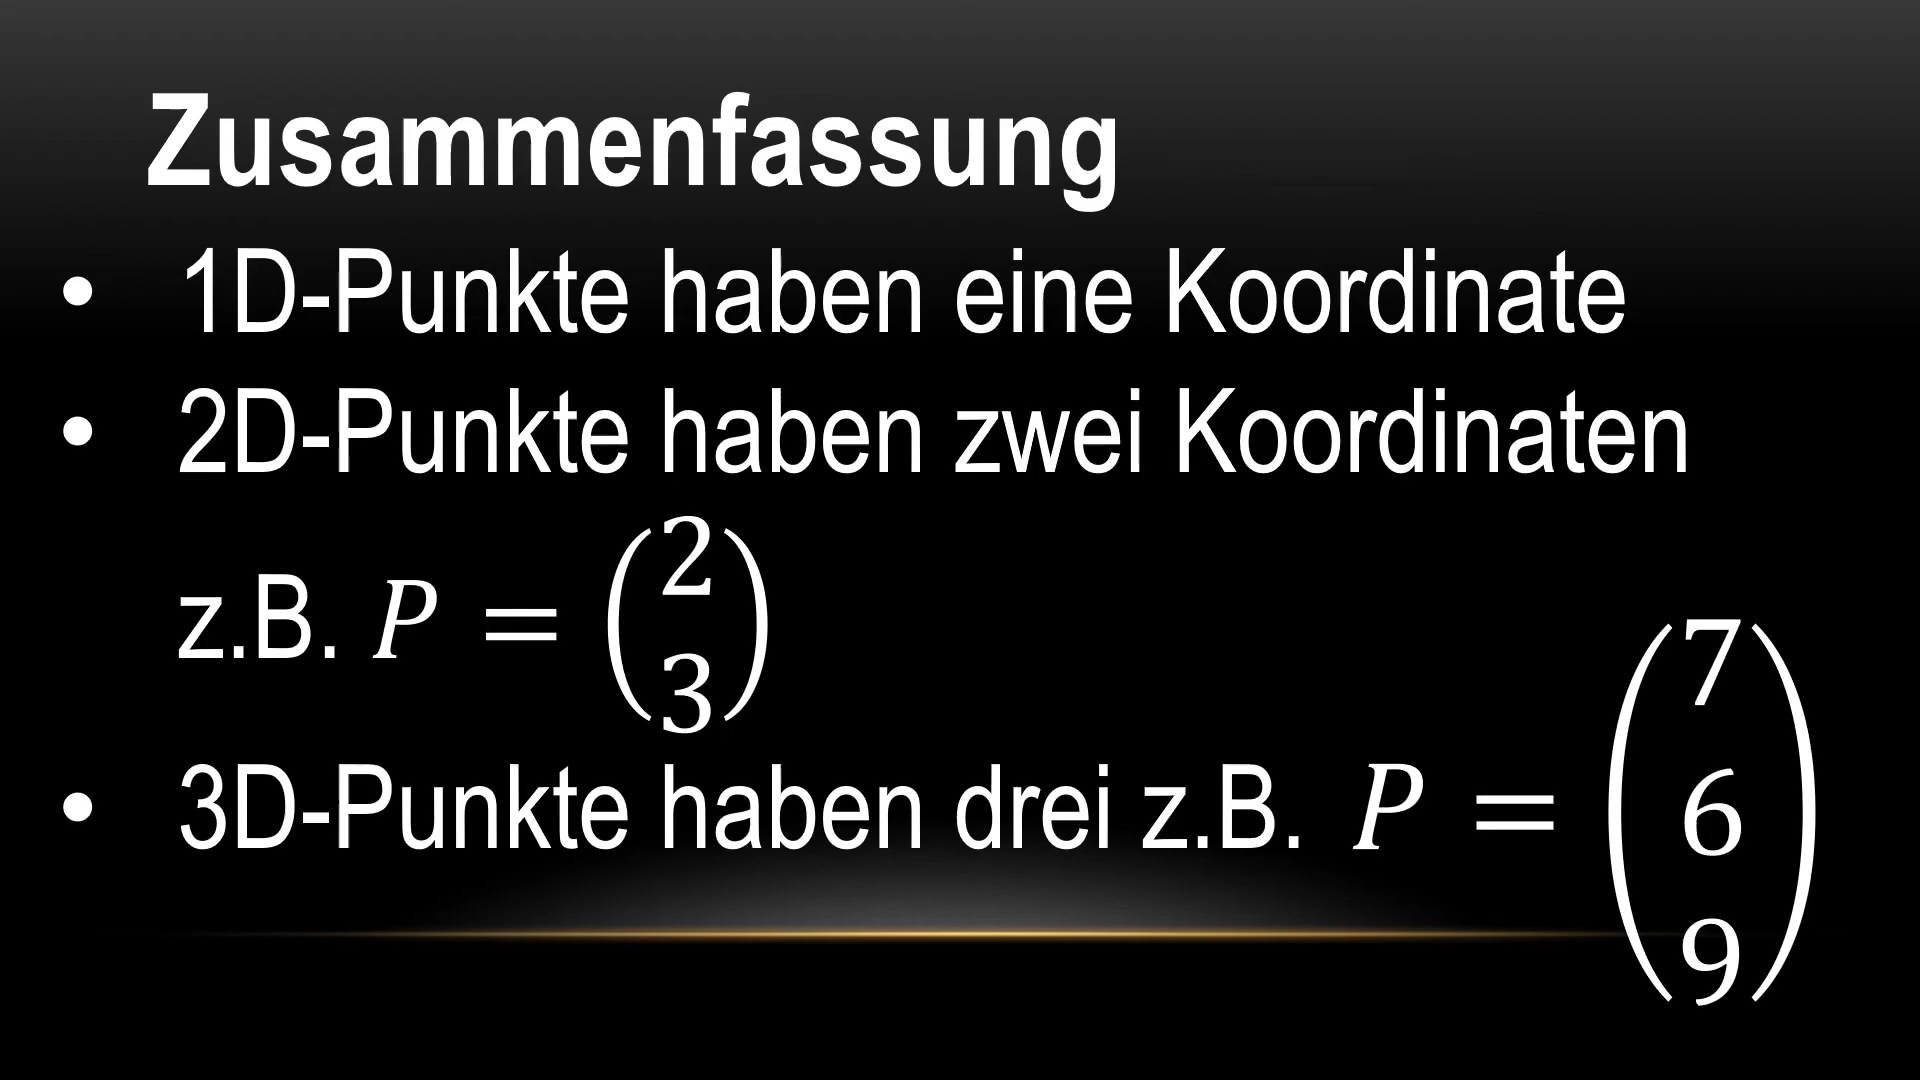 Zusammenfassung
• 1D-Punkte haben eine Koordinate
• 2D-Punkte haben zwei Koordinaten
z.B. P = (2
3)
• 3D-Punkte haben drei z.B. P = (7
6
9)